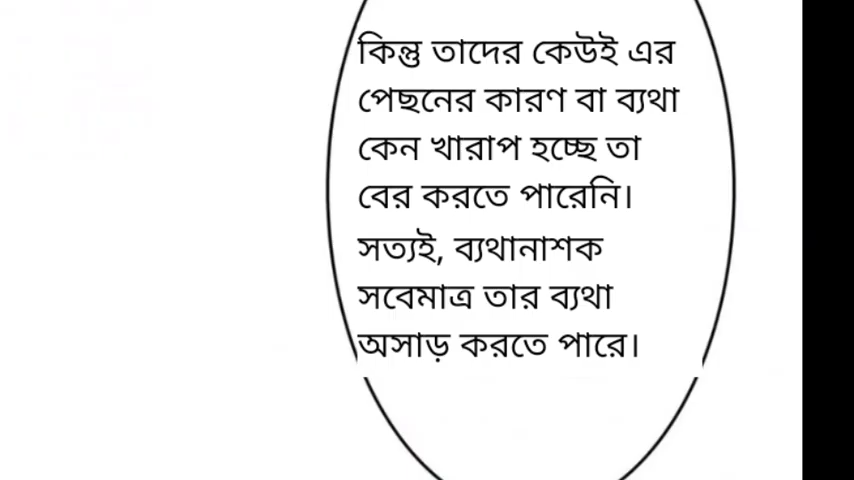 কিন্তু তাদের কেউই এর
পেছনের কারণ বা ব্যথা
কেন খারাপ হচ্ছে তা
বের করতে পারেনি।
সত্যই, ব্যথানাশক
সবেমাত্র তার ব্যথা
অসাড় করতে পারে।